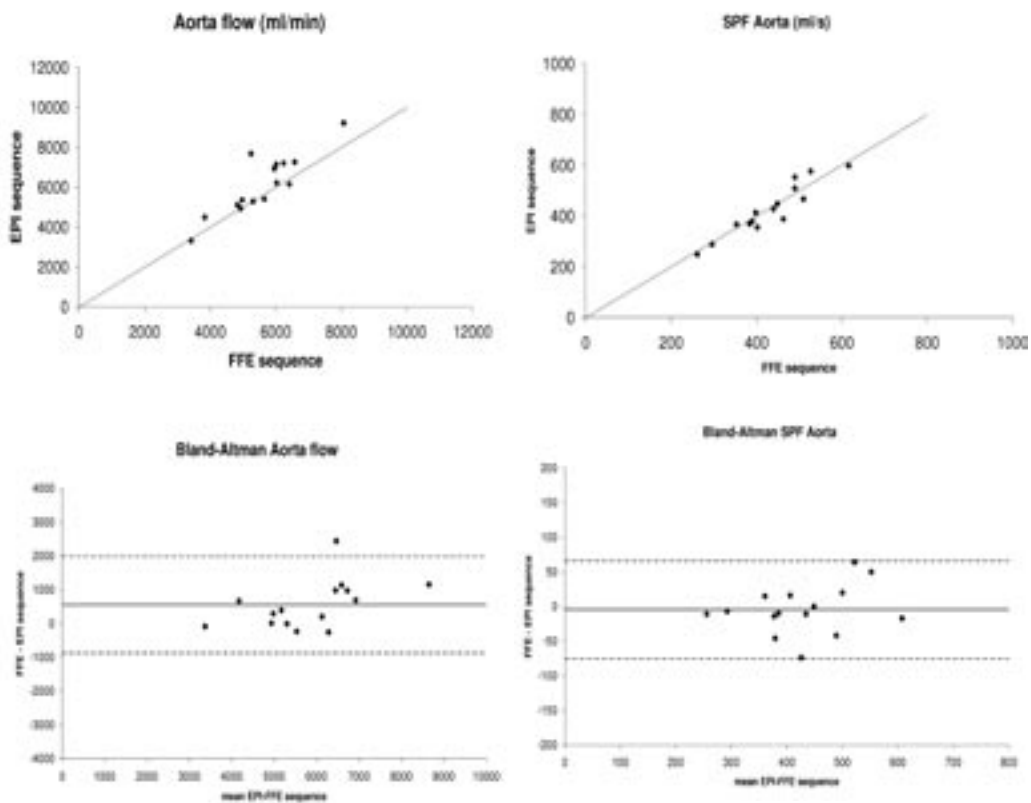 Aorta flow (ml/min)
12000
10000
8000
6000
4000
2000
0
EPI sequence
0 2000 4000 6000 8000 10000 12000
FFE sequence
SPF Aorta (ml/s)
1000
800
600
400
200
0
EPI sequence
0 200 400 600 800 1000
FFE sequence
Bland-Altman Aorta flow
4000
3000
2000
1000
0
-1000
-2000
-3000
-4000
FFE - EPI sequence
0 1000 2000 3000 4000 5000 6000 7000 8000 9000 10000
mean EPI-FFE sequence
Bland-Altman SPF Aorta
200
150
100
50
0
-50
-100
-150
-200
FFE - EPI sequence
0 100 200 300 400 500 600 700 800
mean EPI-FFE sequence